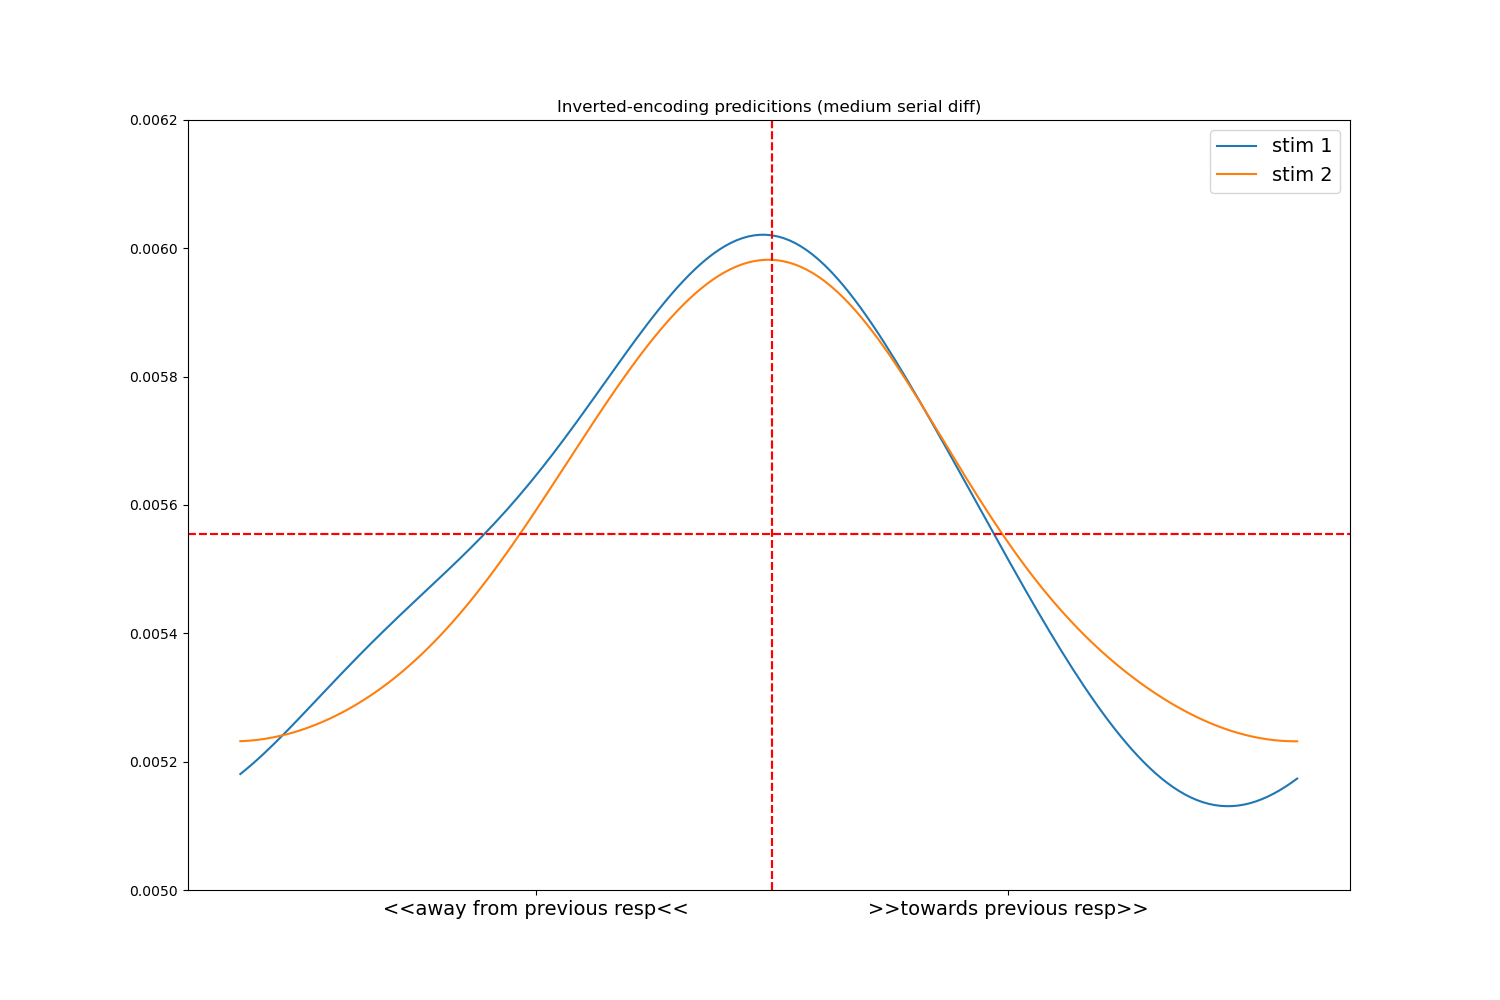 Inverted-encoding predicitions (medium serial diff)
0.0062
stim 1
stim 2
0.0060
0.0058
0.0056
0.0054
0.0052
0.0050
<<away from previous resp<<
>>towards previous resp>>